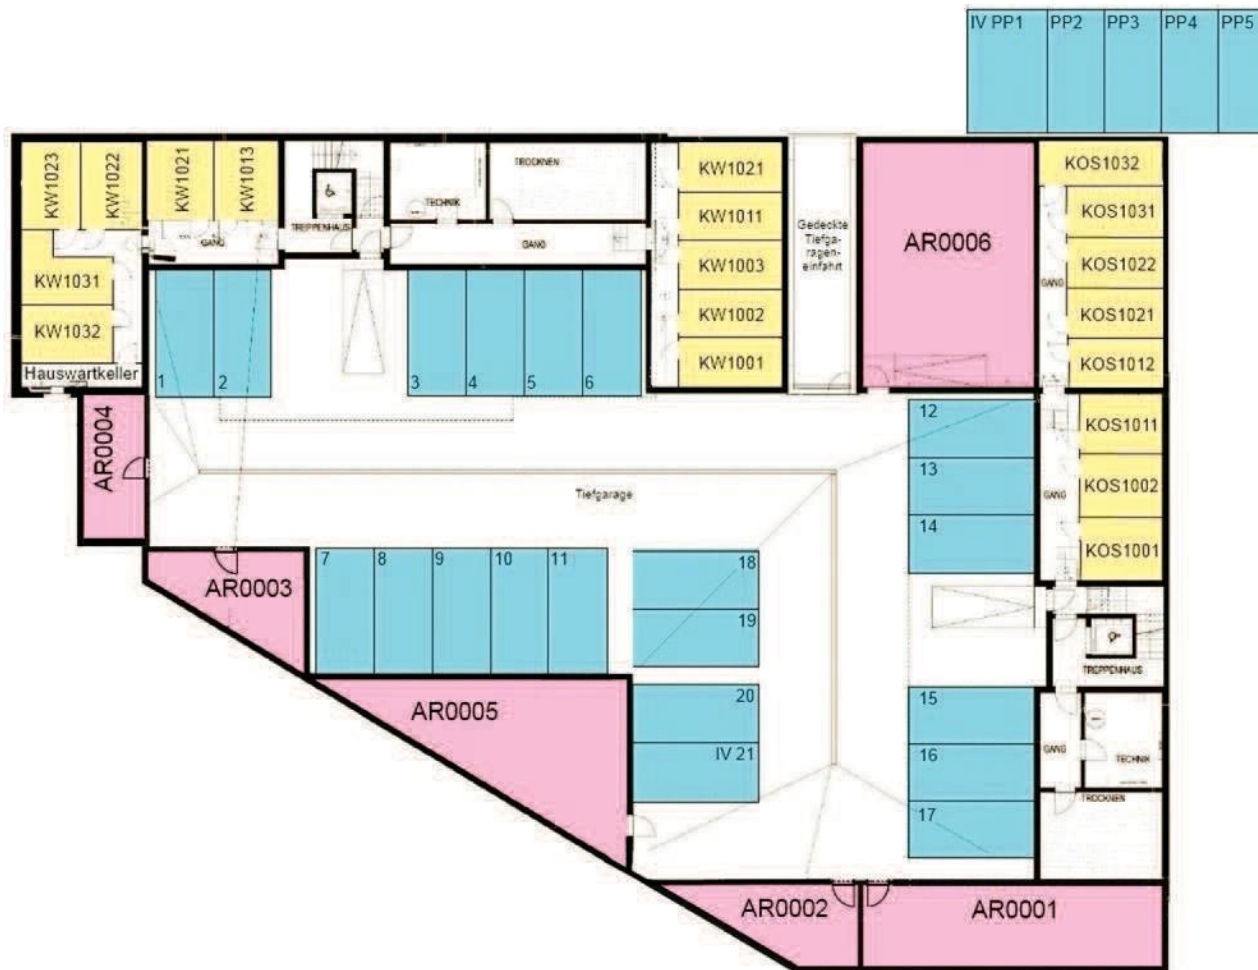 IV PP1
PP2
PP3
PP4
PP5
KW1023
KW1022
KW1021
KW1013
TROCKNEN
TECHNIK
TREPPENHAUS
GANG
GANG
KW1021
KW1011
KW1003
KW1002
KW1001
Gedeckte
Tiefga-
ragen-
einfahrt
AR0006
KOS1032
KOS1031
KOS1022
KOS1021
KOS1012
GANG
KW1031
KW1032
Hauswartkeller
1
2
3
4
5
6
AR0004
12
13
14
KOS1011
KOS1002
KOS1001
GANG
Tiefgarage
AR0003
7
8
9
10
11
18
19
20
IV 21
AR0005
TREPPENHAUS
15
16
17
GANG
TECHNIK
TROCKNEN
AR0002
AR0001